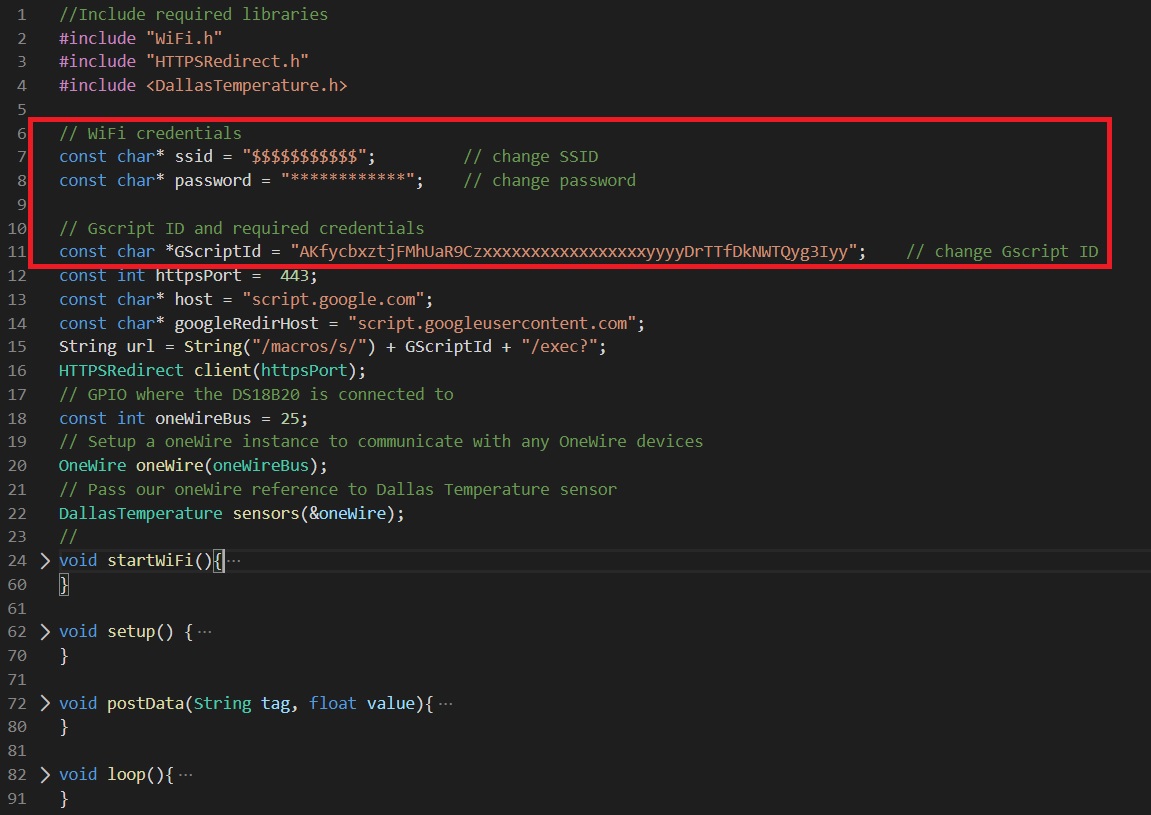 1 //Include required libraries
2 #include "WiFi.h"
3 #include "HTTPSRedirect.h"
4 #include <DallasTemperature.h>
5
6 // WiFi credentials
7 const char* ssid = "$$$$$$$$$$$"; // change SSID
8 const char* password = "************"; // change password
9
10 // Gscript ID and required credentials
11 const char *GScriptId = "AKfycbxztjFMhUaR9CzxxxxxxxxxxxxxxxxxyyyyDrTTfDkNWTQyg3Iyy"; // change Gscript ID
12 const int httpsPort =  443;
13 const char* host = "script.google.com";
14 const char* googleRedirHost = "script.googleusercontent.com";
15 String url = String("/macros/s/") + GScriptId + "/exec?";
16 HTTPSRedirect client(httpsPort);
17 // GPIO where the DS18B20 is connected to
18 const int oneWireBus = 25;
19 // Setup a oneWire instance to communicate with any OneWire devices
20 OneWire oneWire(oneWireBus);
21 // Pass our oneWire reference to Dallas Temperature sensor
22 DallasTemperature sensors(&oneWire);
23 //
24 > void startWiFi(){···
60 }
61
62 > void setup() {···
70 }
71
72 > void postData(String tag, float value){···
80 }
81
82 > void loop(){···
91 }